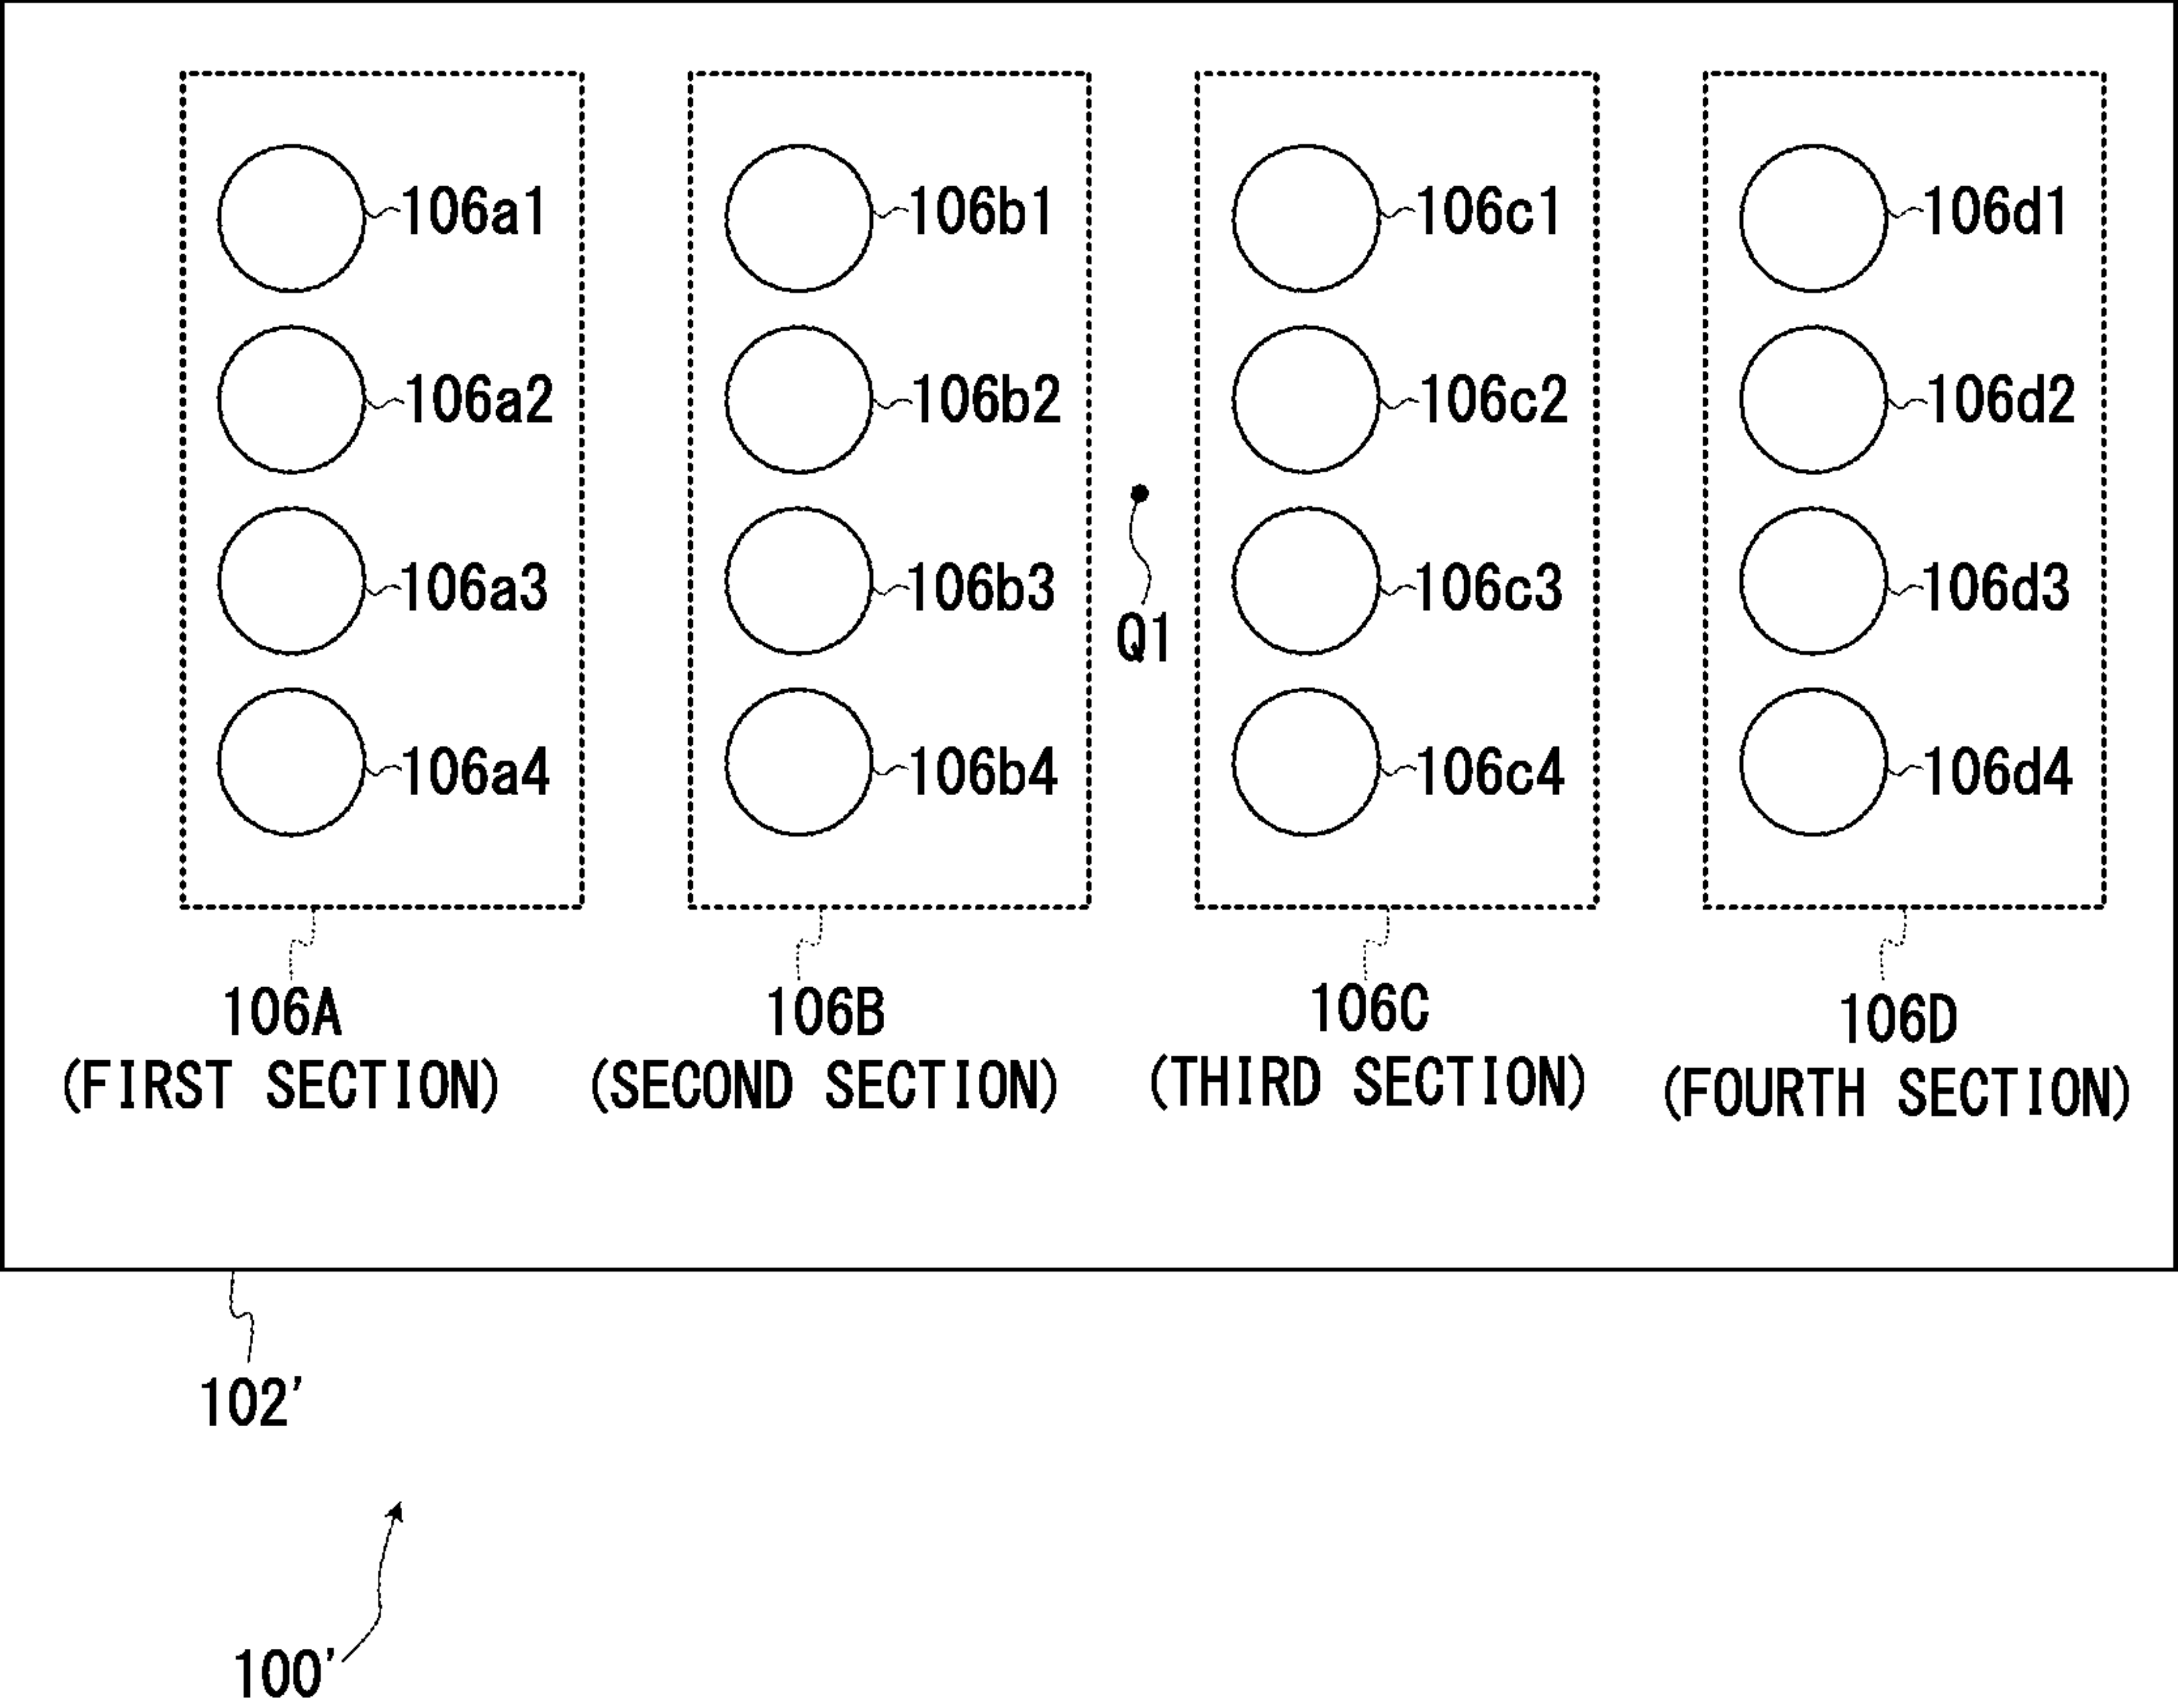 106a1 106b1 106c1 106d1
106a2 106b2 106c2 106d2
106a3 106b3 106c3 106d3
Q1
106a4 106b4 106c4 106d4
106A 106B 106C 106D
(FIRST SECTION) (SECOND SECTION) (THIRD SECTION) (FOURTH SECTION)
102'
100'